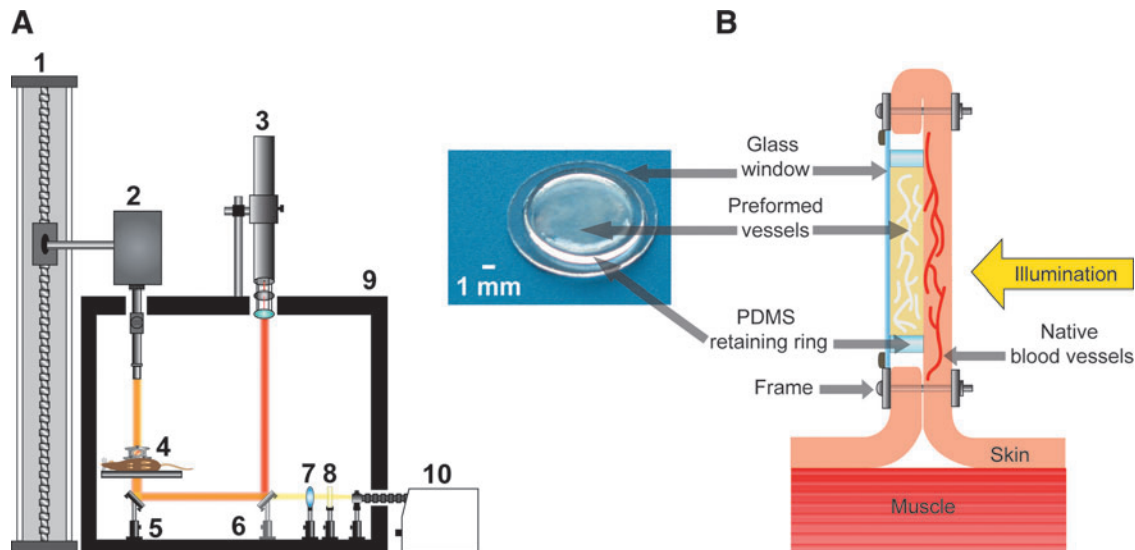 A
1
2
3
4
5
6
7
8
9
10
1 mm
B
Glass
window
Preformed
vessels
PDMS
retaining ring
Frame
Illumination
Native
blood vessels
Skin
Muscle